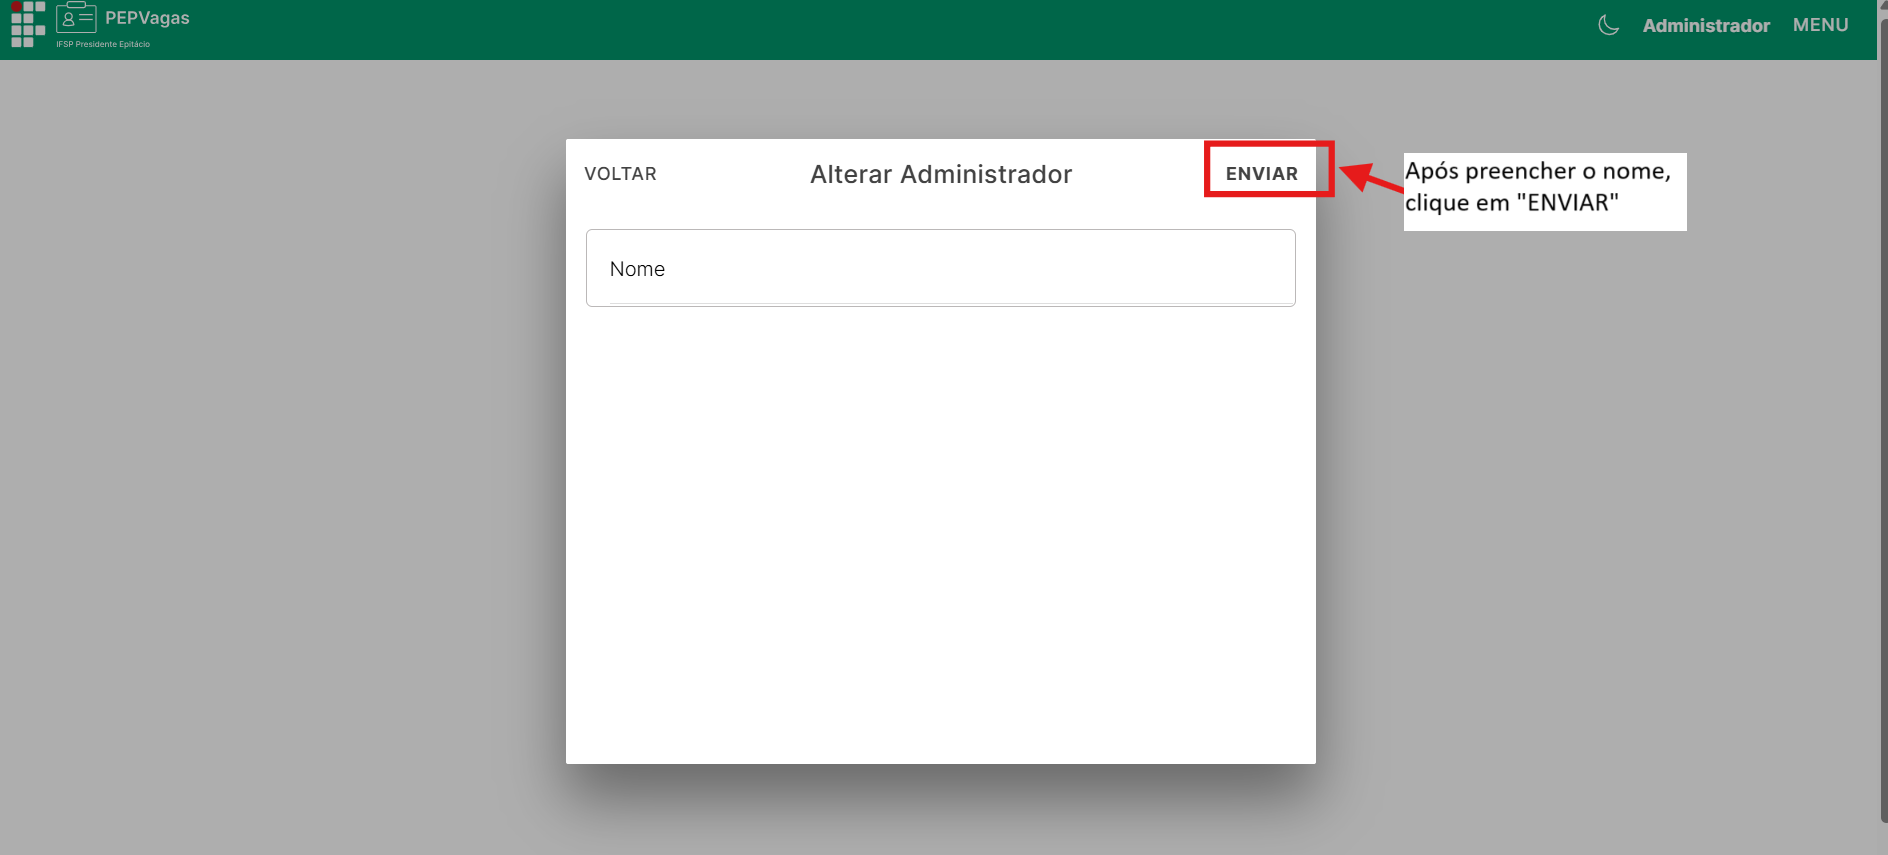 PEPVagas
IFSP Presidente Epitácio
Administrador
MENU
VOLTAR
Alterar Administrador
ENVIAR
Após preencher o nome,
clique em "ENVIAR"
Nome